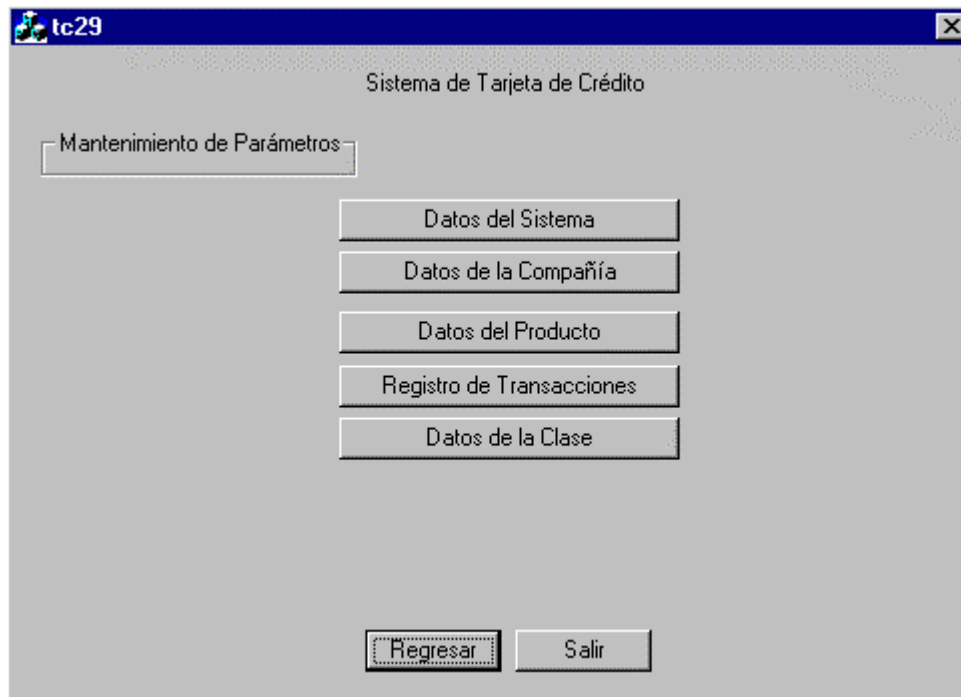 tc29
Sistema de Tarjeta de Crédito
Mantenimiento de Parámetros
Datos del Sistema
Datos de la Compañía
Datos del Producto
Registro de Transacciones
Datos de la Clase
Regresar Salir